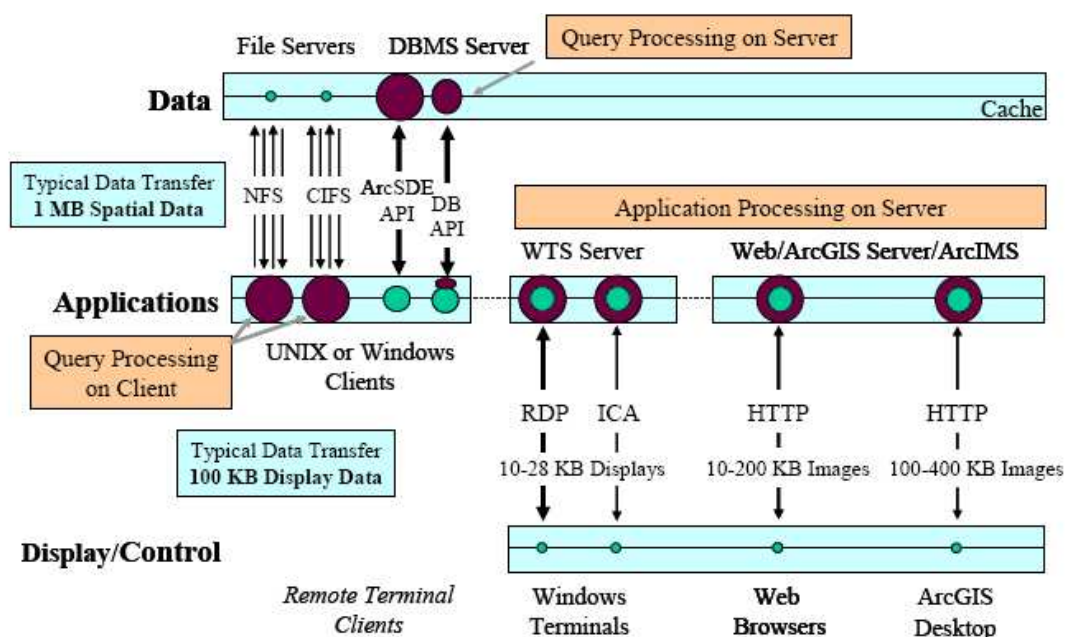 File Servers
DBMS Server
Query Processing on Server
Data
Cache
Typical Data Transfer
1 MB Spatial Data
NFS
CIFS
ArcSDE
API
DB
API
Application Processing on Server
WTS Server
Web/ArcGIS Server/ArcIMS
Applications
Query Processing
on Client
UNIX or Windows
Clients
RDP
ICA
HTTP
HTTP
Typical Data Transfer
100 KB Display Data
10-28 KB Displays
10-200 KB Images
100-400 KB Images
Display/Control
Remote Terminal
Clients
Windows
Terminals
Web
Browsers
ArcGIS
Desktop